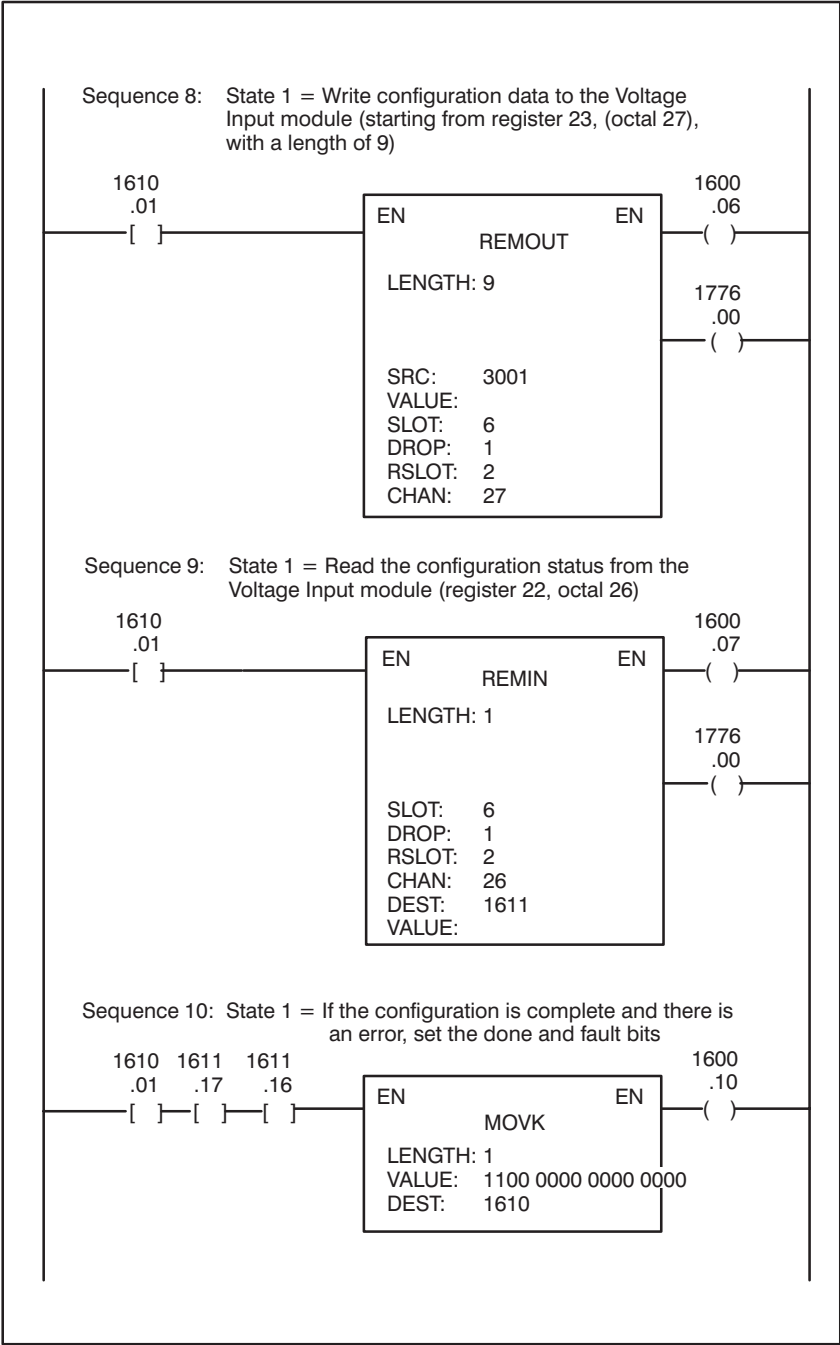 Sequence 8: State 1 = Write configuration data to the Voltage
Input module (starting from register 23, (octal 27),
with a length of 9)
1610
.01
[ ]
EN EN
REMOUT
LENGTH: 9
SRC: 3001
VALUE:
SLOT: 6
DROP: 1
RSLOT: 2
CHAN: 27
1600
.06
( )
1776
.00
( )
Sequence 9: State 1 = Read the configuration status from the
Voltage Input module (register 22, octal 26)
1610
.01
[ ]
EN EN
REMIN
LENGTH: 1
SLOT: 6
DROP: 1
RSLOT: 2
CHAN: 26
DEST: 1611
VALUE:
1600
.07
( )
1776
.00
( )
Sequence 10: State 1 = If the configuration is complete and there is
an error, set the done and fault bits
1610 1611 1611
.01 .17 .16
[ ] [ ] [ ]
EN EN
MOVK
LENGTH: 1
VALUE: 1100 0000 0000 0000
DEST: 1610
1600
.10
( )